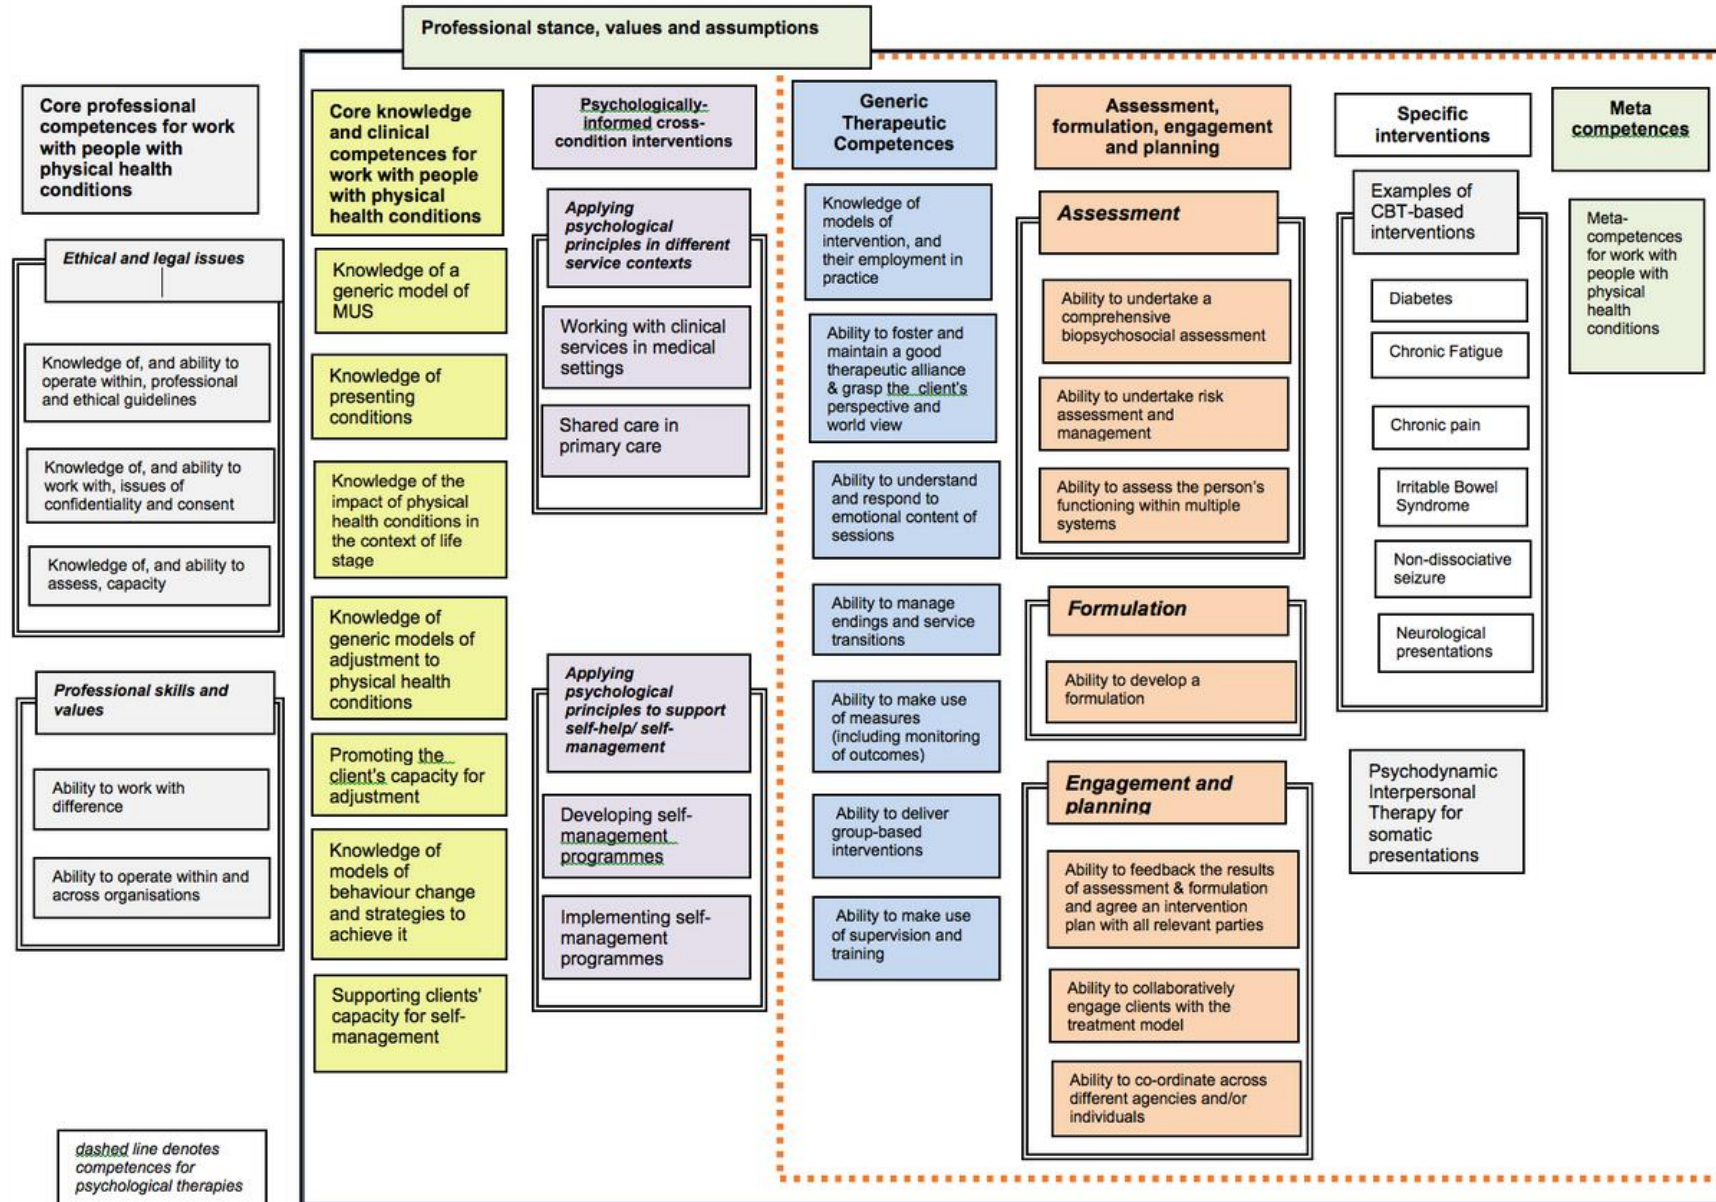 Professional stance, values and assumptions
Core professional
competences for work
with people with
physical health
conditions
Ethical and legal issues
Knowledge of, and ability to
operate within, professional
and ethical guidelines
Knowledge of, and ability to
work with, issues of
confidentiality and consent
Knowledge of, and ability to
assess, capacity
Professional skills and
values
Ability to work with
difference
Ability to operate within and
across organisations
dashed line denotes
competences for
psychological therapies
Core knowledge
and clinical
competences for
work with people
with physical
health conditions
Knowledge of a
generic model of
MUS
Knowledge of
presenting
conditions
Knowledge of the
impact of physical
health conditions in
the context of life
stage
Knowledge of
generic models of
adjustment to
physical health
conditions
Promoting the
client's capacity for
adjustment
Knowledge of
models of
behaviour change
and strategies to
achieve it
Supporting clients'
capacity for self-
management
Psychologically-
informed cross-
condition interventions
Applying
psychological
principles in different
service contexts
Working with clinical
services in medical
settings
Shared care in
primary care
Applying
psychological
principles to support
self-help/ self-
management
Developing self-
management
programmes
Implementing self-
management
programmes
Generic
Therapeutic
Competences
Knowledge of
models of
intervention, and
their employment in
practice
Ability to foster and
maintain a good
therapeutic alliance
& grasp the client's
perspective and
world view
Ability to understand
and respond to
emotional content of
sessions
Ability to manage
endings and service
transitions
Ability to make use
of measures
(including monitoring
of outcomes)
Ability to deliver
group-based
interventions
Ability to make use
of supervision and
training
Assessment,
formulation, engagement
and planning
Assessment
Ability to undertake a
comprehensive
biopsychosocial assessment
Ability to undertake risk
assessment and
management
Ability to assess the person's
functioning within multiple
systems
Formulation
Ability to develop a
formulation
Engagement and
planning
Ability to feedback the results
of assessment & formulation
and agree an intervention
plan with all relevant parties
Ability to collaboratively
engage clients with the
treatment model
Ability to co-ordinate across
different agencies and/or
individuals
Specific
interventions
Examples of
CBT-based
interventions
Diabetes
Chronic Fatigue
Chronic pain
Irritable Bowel
Syndrome
Non-dissociative
seizure
Neurological
presentations
Psychodynamic
Interpersonal
Therapy for
somatic
presentations
Meta
competences
Meta-
competences
for work with
people with
physical
health
conditions